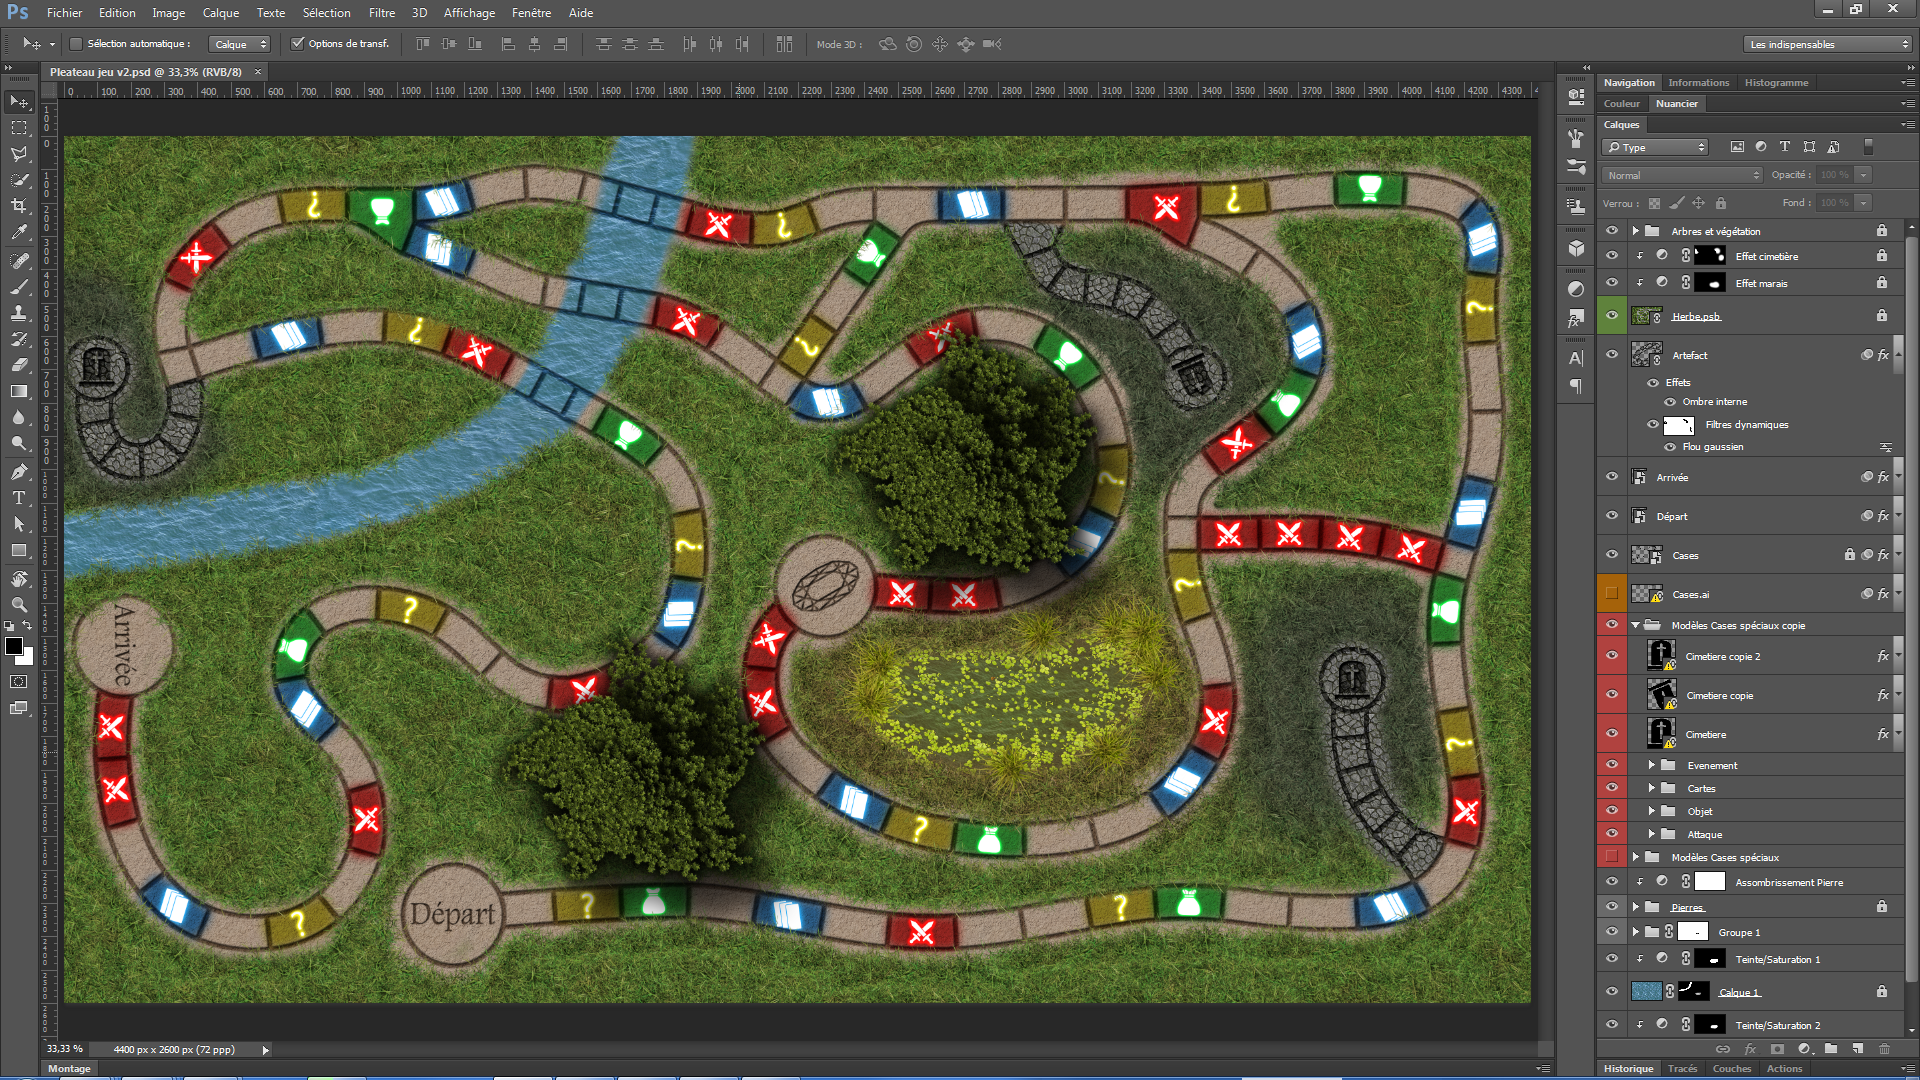 Ps Fichier Edition Image Calque Texte Sélection Filtre 3D Affichage Fenêtre Aide
Sélection automatique : Calque Options de transf. Mode 3D : Les indispensables
Pleateau jeu v2.psd @ 33,3% (RVB/8) ×
0 100 200 300 400 500 600 700 800 900 1000 1100 1200 1300 1400 1500 1600 1700 1800 1900 2000 2100 2200 2300 2400 2500 2600 2700 2800 2900 3000 3100 3200 3300 3400 3500 3600 3700 3800 3900 4000 4100 4200 4300
Navigation Informations Histogramme
Couleur Nuancier
Calques
Type
Normal Opacité : 100 %
Verrou : Fond : 100 %
Arbres et végétation
Effet cimetière
Effet marais
Herbe.psb
Artefact
Effets
Ombre interne
Filtres dynamiques
Flou gaussien
Arrivée
Départ
Cases
Cases.ai
Modèles Cases spéciaux copie
Cimetiere copie 2
Cimetiere copie
Cimetiere
Evenement
Cartes
Objet
Attaque
Modèles Cases spéciaux
Assombrissement Pierre
Pierres
Groupe 1
Teinte/Saturation 1
Calque 1
Teinte/Saturation 2
Arrivée
Départ
33,33 % 4400 px x 2600 px (72 ppp)
Montage
Historique Tracés Couches Actions